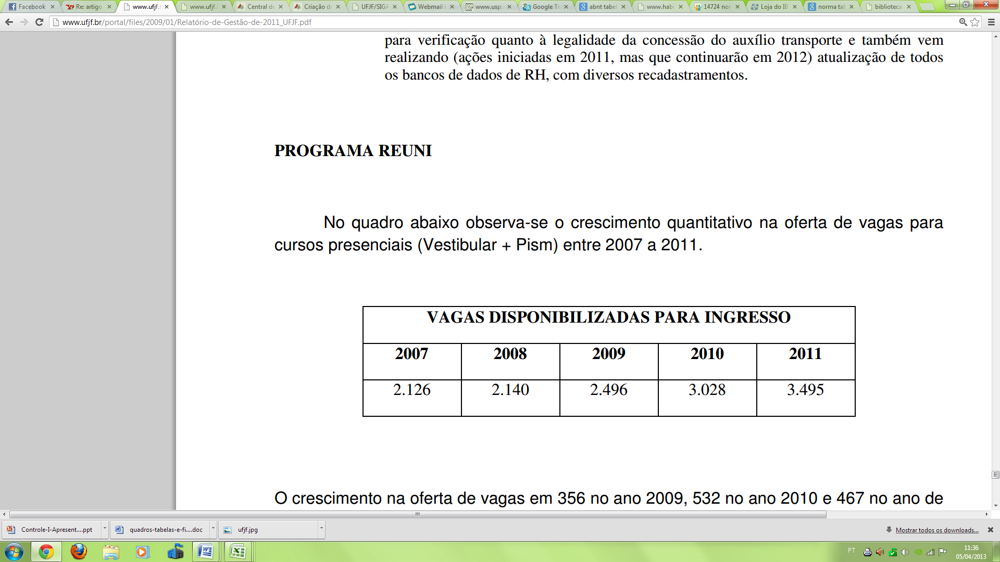 Facebook
Re: artigo
www.ufjf.
www.ufjf.
Central de
Criação de
UFJF/SIGA
Webmail
www.usp.
Google Tr
abnt tabel
www.habi
14724 nor
Loja do IB
norma tal
biblioteca
www.ufjf.br/portal/files/2009/01/Relatório-de-Gestão-de-2011_UFJF.pdf
para verificação quanto à legalidade da concessão do auxílio transporte e também vem
realizando (ações iniciadas em 2011, mas que continuarão em 2012) atualização de todos
os bancos de dados de RH, com diversos recadastramentos.
PROGRAMA REUNI
No quadro abaixo observa-se o crescimento quantitativo na oferta de vagas para
cursos presenciais (Vestibular + Pism) entre 2007 a 2011.
VAGAS DISPONIBILIZADAS PARA INGRESSO
2007 2008 2009 2010 2011
2.126 2.140 2.496 3.028 3.495
O crescimento na oferta de vagas em 356 no ano 2009, 532 no ano 2010 e 467 no ano de
Controle-I-Apresent....ppt
quadros-tabelas-e-fi....doc
ufjf.jpg
Mostrar todos os downloads...
PT
11:36
05/04/2013